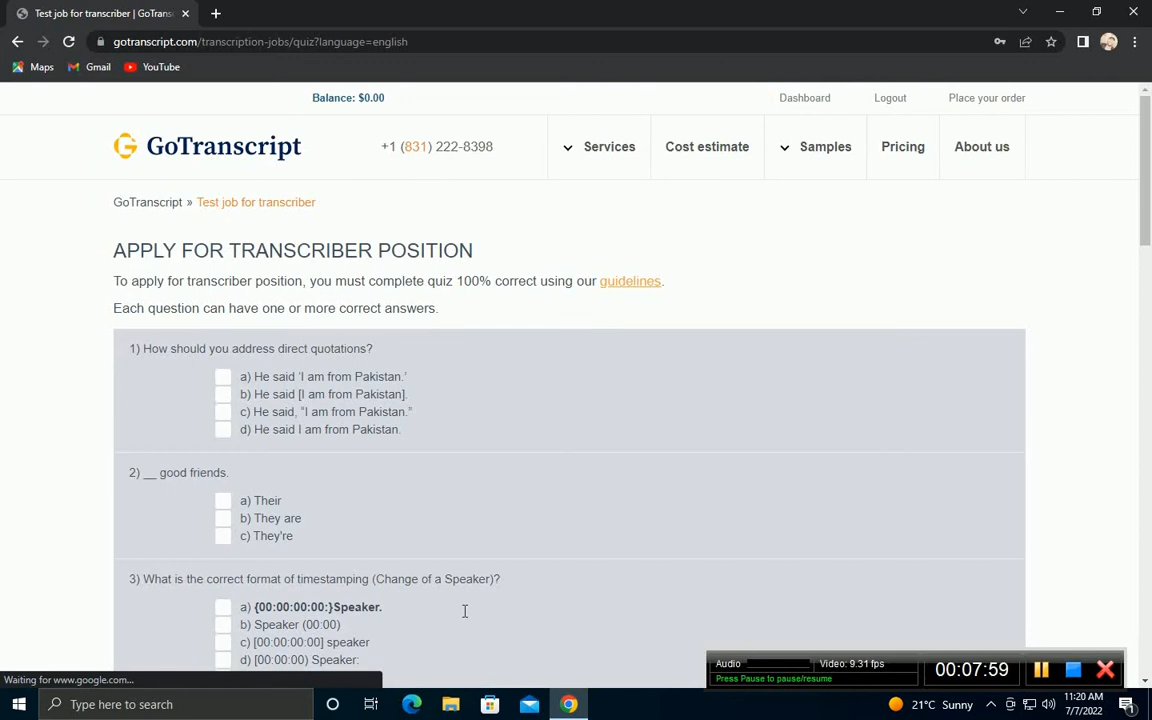 Test job for transcriber | GoTrans
gotranscript.com/transcription-jobs/quiz?language=english
Maps Gmail YouTube
Balance: $0.00 Dashboard Logout Place your order
GoTranscript +1 (831) 222-8398 Services Cost estimate Samples Pricing About us
GoTranscript » Test job for transcriber
APPLY FOR TRANSCRIBER POSITION
To apply for transcriber position, you must complete quiz 100% correct using our guidelines.
Each question can have one or more correct answers.
1) How should you address direct quotations?
a) He said ‘I am from Pakistan.’
b) He said [I am from Pakistan].
c) He said, “I am from Pakistan.”
d) He said I am from Pakistan.
2) __ good friends.
a) Their
b) They are
c) They're
3) What is the correct format of timestamping (Change of a Speaker)?
a) {00:00:00:00:}Speaker.
b) Speaker (00:00)
c) [00:00:00:00] speaker
d) [00:00:00) Speaker:
Audio Video: 9.31 fps
Press Pause to pause/resume
00:07:59
Waiting for www.google.com...
Type here to search
21°C Sunny
11:20 AM
7/7/2022
1